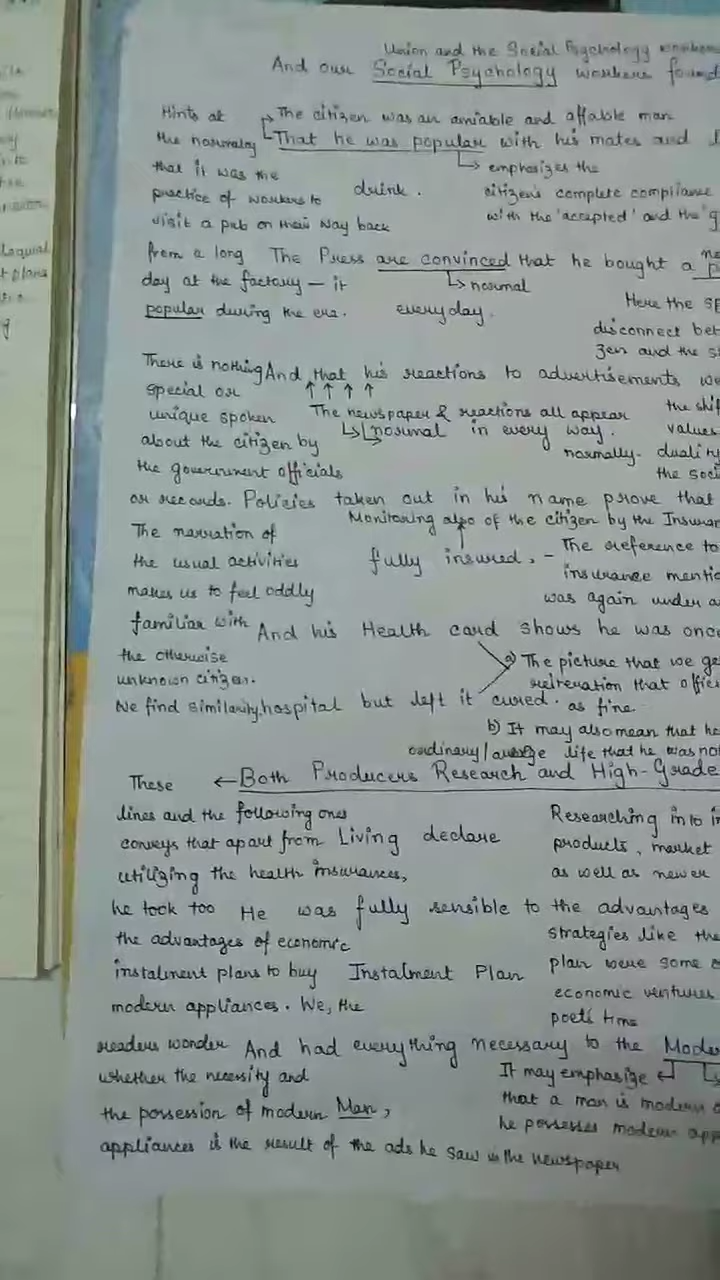 Union and the Social Psychology workers
And our Social Psychology workers found
Hints at The citizen was an amiable and affable man
the normalcy That he was popular with his mates and
that it was the → emphasizes the
practice of workers to drink. citizen's complete compliance
visit a pub on their way back with the 'accepted' and the
from a long The Press are convinced that he bought a
day at the factory - it → normal
popular during the era. everyday. Here the
disconnect
zen and the
There is nothing And that his reactions to advertisements
special or ↑ ↑ ↑ ↑
unique spoken The newspaper & reactions all appear the
about the citizen by → normal in every way. values
the government officials normally. duality
the
or records. Policies taken out in his name prove that
The narration of Monitoring also of the citizen by the
the usual activities fully insured, - The reference to
makes us to feel oddly insurance
familiar with was again under
And his Health card shows he was once
the otherwise a) The picture that we
unknown citizen. reiteration that
We find similarity. hospital but left it cured. as fine
b) It may also mean that he
ordinary/average life that he was not
These ← Both Producers Research and High-Grade
lines and the following ones Researching into
conveys that apart from Living declare products, market
utilizing the health insurances, as well as newer
he took too He was fully sensible to the advantages
the advantages of economic strategies like the
instalment plans to buy Instalment Plan plan were some
modern appliances. We, the economic ventures
poet's time
readers wonder And had everything necessary to the
whether the necessity and It may emphasize ←
the possession of modern Man, that a man is modern
appliances is the result of the ads he saw in the newspaper he possesses modern